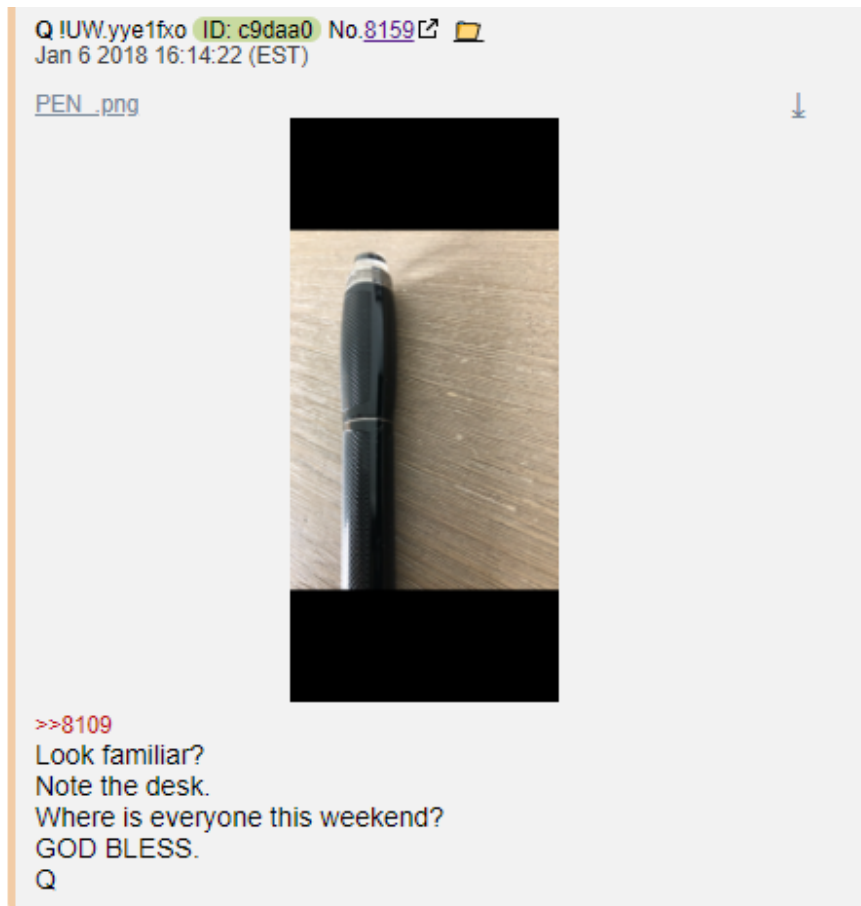 Q !UW.yye1fxo ID: c9daa0 No.8159
Jan 6 2018 16:14:22 (EST)
PEN_.png
>>8109
Look familiar?
Note the desk.
Where is everyone this weekend?
GOD BLESS.
Q